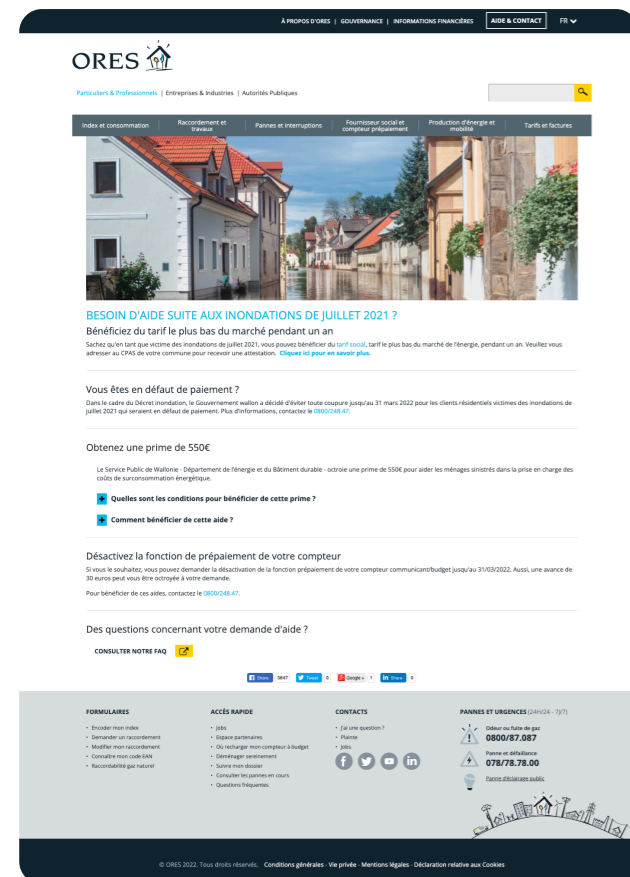 À PROPOS D'ORES | GOUVERNANCE | INFORMATIONS FINANCIÈRES AIDE & CONTACT FR
ORES
Particuliers & Professionnels | Entreprises & Industries | Autorités Publiques
Index et consommation
Raccordement et travaux
Pannes et interruptions
Fournisseur social et compteur prépaiement
Production d'énergie et mobilité
Tarifs et factures
BESOIN D'AIDE SUITE AUX INONDATIONS DE JUILLET 2021 ?
Bénéficiez du tarif le plus bas du marché pendant un an
Sachez qu'en tant que victime des inondations de juillet 2021, vous pouvez bénéficier du tarif social, tarif le plus bas du marché de l'énergie, pendant un an. Veuillez vous
adresser au CPAS de votre commune pour recevoir une attestation. Cliquez ici pour en savoir plus.
Vous êtes en défaut de paiement ?
Dans le cadre du Décret inondation, le Gouvernement wallon a décidé d'éviter toute coupure jusqu'au 31 mars 2022 pour les clients résidentiels victimes des inondations de
juillet 2021 qui seraient en défaut de paiement. Plus d'informations, contactez le 0800/248.47.
Obtenez une prime de 550€
Le Service Public de Wallonie - Département de l'énergie et du Bâtiment durable - octroie une prime de 550€ pour aider les ménages sinistrés dans la prise en charge des
coûts de surconsommation énergétique.
+ Quelles sont les conditions pour bénéficier de cette prime ?
+ Comment bénéficier de cette aide ?
Désactivez la fonction de prépaiement de votre compteur
Si vous le souhaitez, vous pouvez demander la désactivation de la fonction prépaiement de votre compteur communicant/budget jusqu'au 31/03/2022. Aussi, une avance de
30 euros peut vous être octroyée à votre demande.
Pour bénéficier de ces aides, contactez le 0800/248.47.
Des questions concernant votre demande d'aide ?
CONSULTER NOTRE FAQ
Share 3847 Tweet 0 Google + 1 Share 0
FORMULAIRES
• Encoder mon index
• Demander un raccordement
• Modifier mon raccordement
• Connaître mon code EAN
• Raccordabilité gaz naturel
ACCÈS RAPIDE
• Jobs
• Espace partenaires
• Où recharger mon compteur à budget
• Déménager sereinement
• Suivre mon dossier
• Consulter les pannes en cours
• Questions fréquentes
CONTACTS
• J'ai une question ?
• Plainte
• Jobs
PANNES ET URGENCES (24H/24 - 7J/7)
Odeur ou fuite de gaz
0800/87.087
Panne et défaillance
078/78.78.00
Panne d'éclairage public
© ORES 2022. Tous droits réservés. Conditions générales - Vie privée - Mentions légales - Déclaration relative aux Cookies